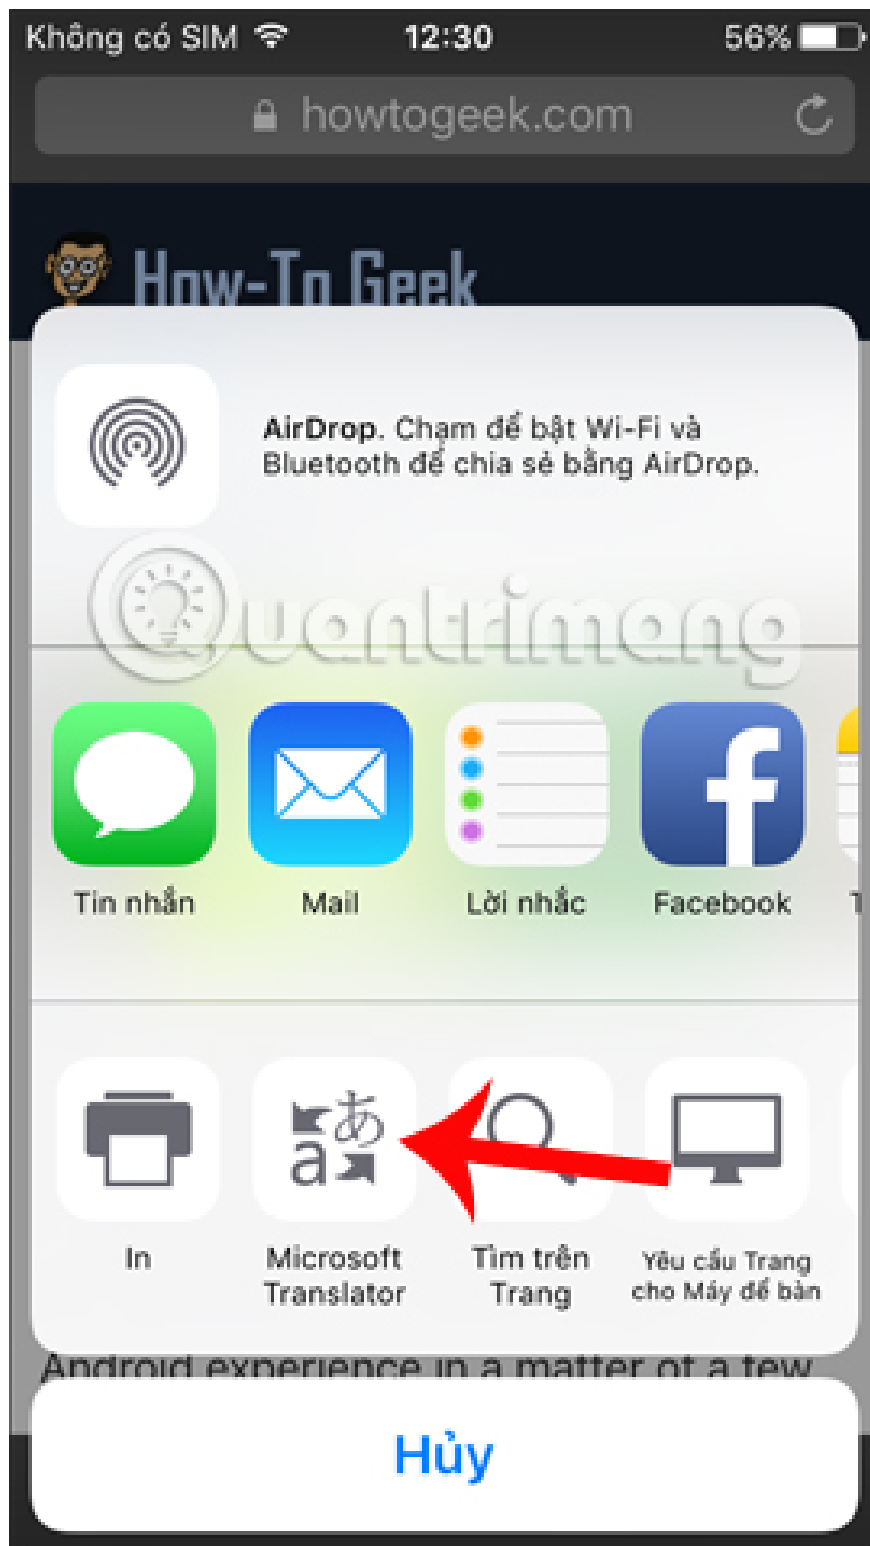 Không có SIM 12:30 56%
howtogeek.com
How-To Geek
AirDrop. Chạm để bật Wi-Fi và
Bluetooth để chia sẻ bằng AirDrop.
Quantrimang
Tin nhắn Mail Lời nhắc Facebook
In Microsoft Translator Tìm trên Trang Yêu cầu Trang cho Máy để bàn
Android experience in a matter of a few
Hủy